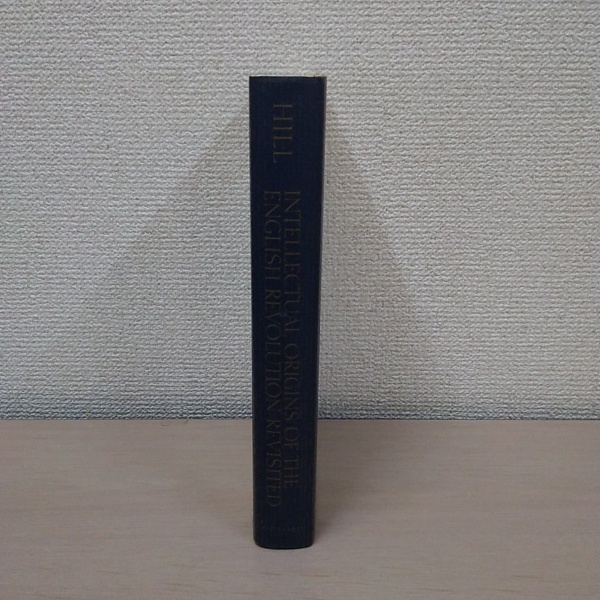 HILL
INTELLECTUAL ORIGINS OF THE
ENGLISH REVOLUTION REVISITED